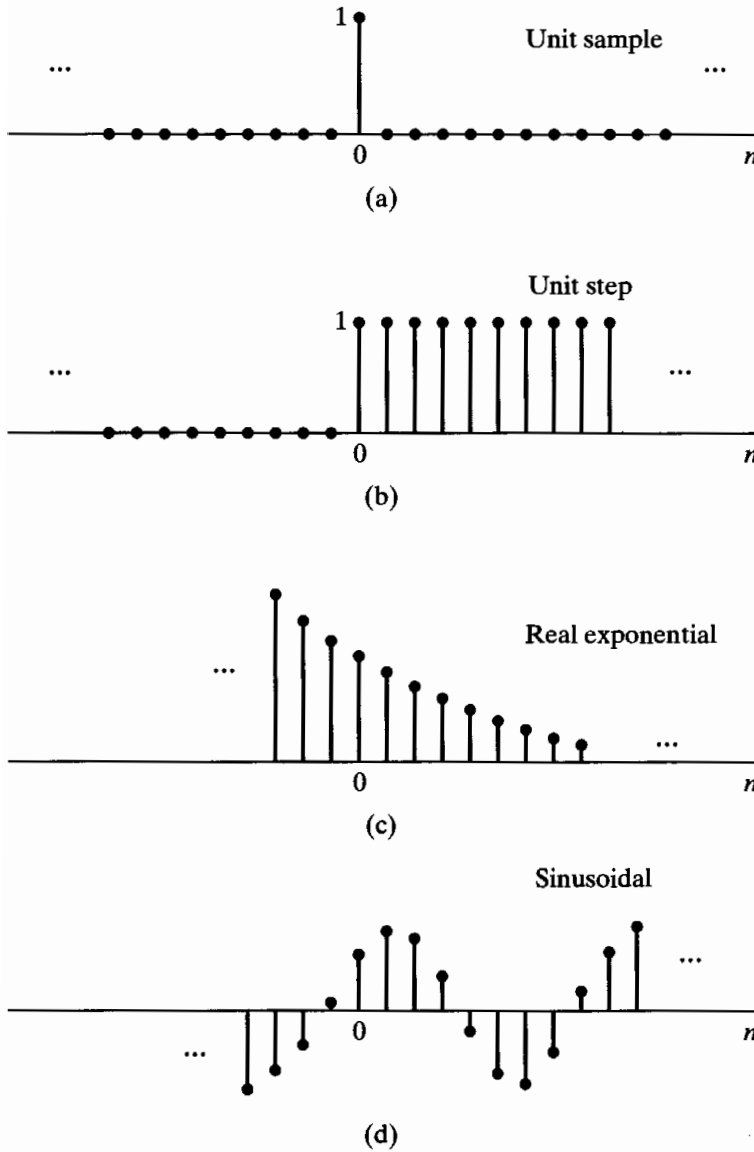 1
Unit sample
...
...
0
n
(a)
Unit step
1
...
...
0
n
(b)
Real exponential
...
...
0
n
(c)
Sinusoidal
...
0
n
...
(d)